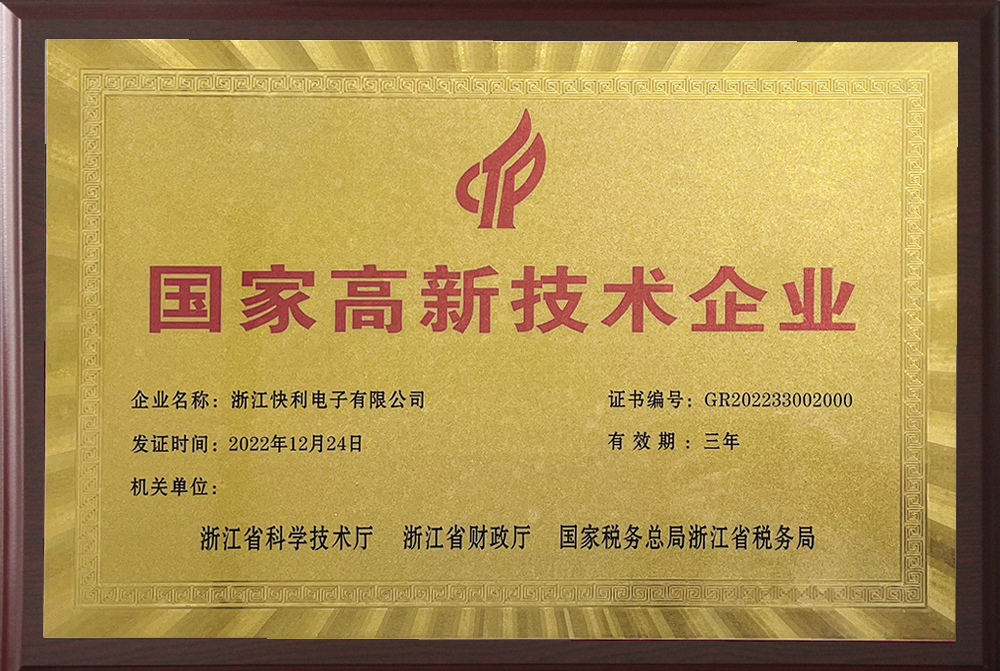 国家高新技术企业
企业名称：浙江快利电子有限公司 证书编号：GR202233002000
发证时间：2022年12月24日 有效期：三年
机关单位：
浙江省科学技术厅 浙江省财政厅 国家税务总局浙江省税务局